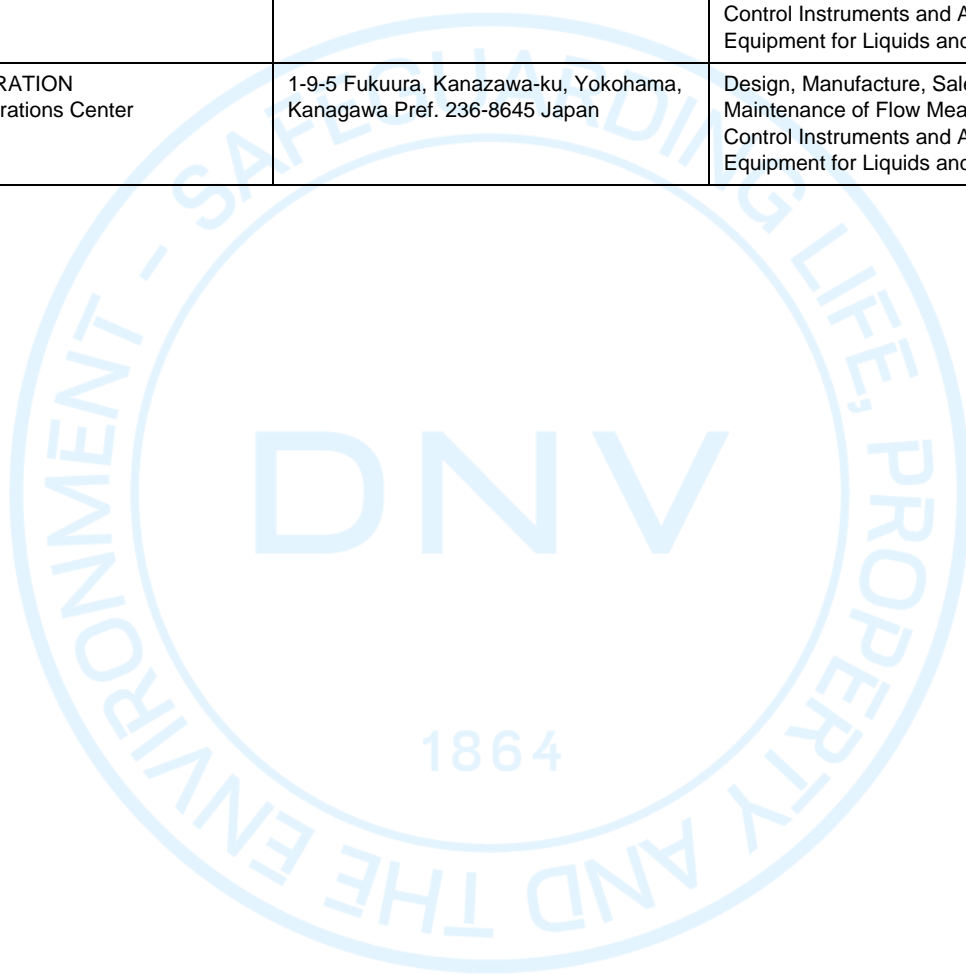 Control Instruments and A
Equipment for Liquids and
RATION
rations Center
1-9-5 Fukuura, Kanazawa-ku, Yokohama,
Kanagawa Pref. 236-8645 Japan
Design, Manufacture, Sale
Maintenance of Flow Mea
Control Instruments and A
Equipment for Liquids and
SAFEGUARDING LIFE, PROPERTY AND THE ENVIRONMENT -
DNV
1864